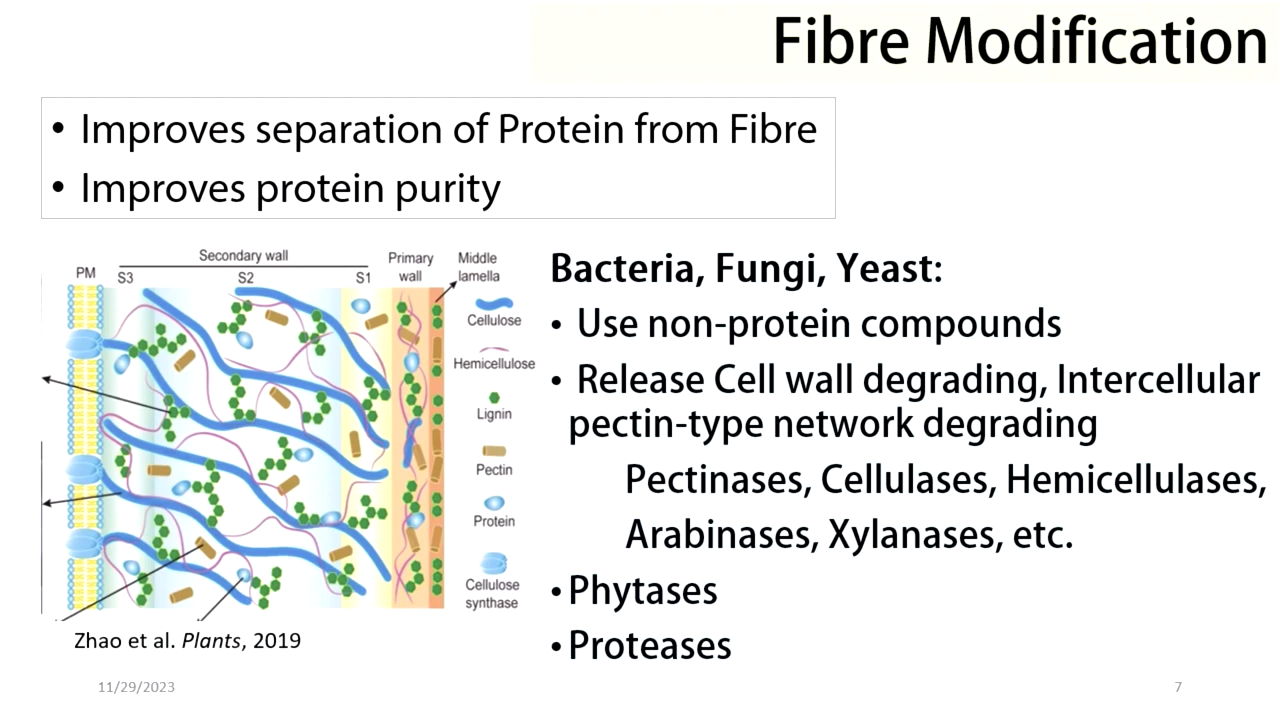 Fibre Modification
• Improves separation of Protein from Fibre
• Improves protein purity
Secondary wall
Primary wall
Middle lamella
PM
S3
S2
S1
Cellulose
Hemicellulose
Lignin
Pectin
Protein
Cellulose synthase
Zhao et al. Plants, 2019
Bacteria, Fungi, Yeast:
• Use non-protein compounds
• Release Cell wall degrading, Intercellular
pectin-type network degrading
Pectinases, Cellulases, Hemicellulases,
Arabinases, Xylanases, etc.
• Phytases
• Proteases
11/29/2023
7